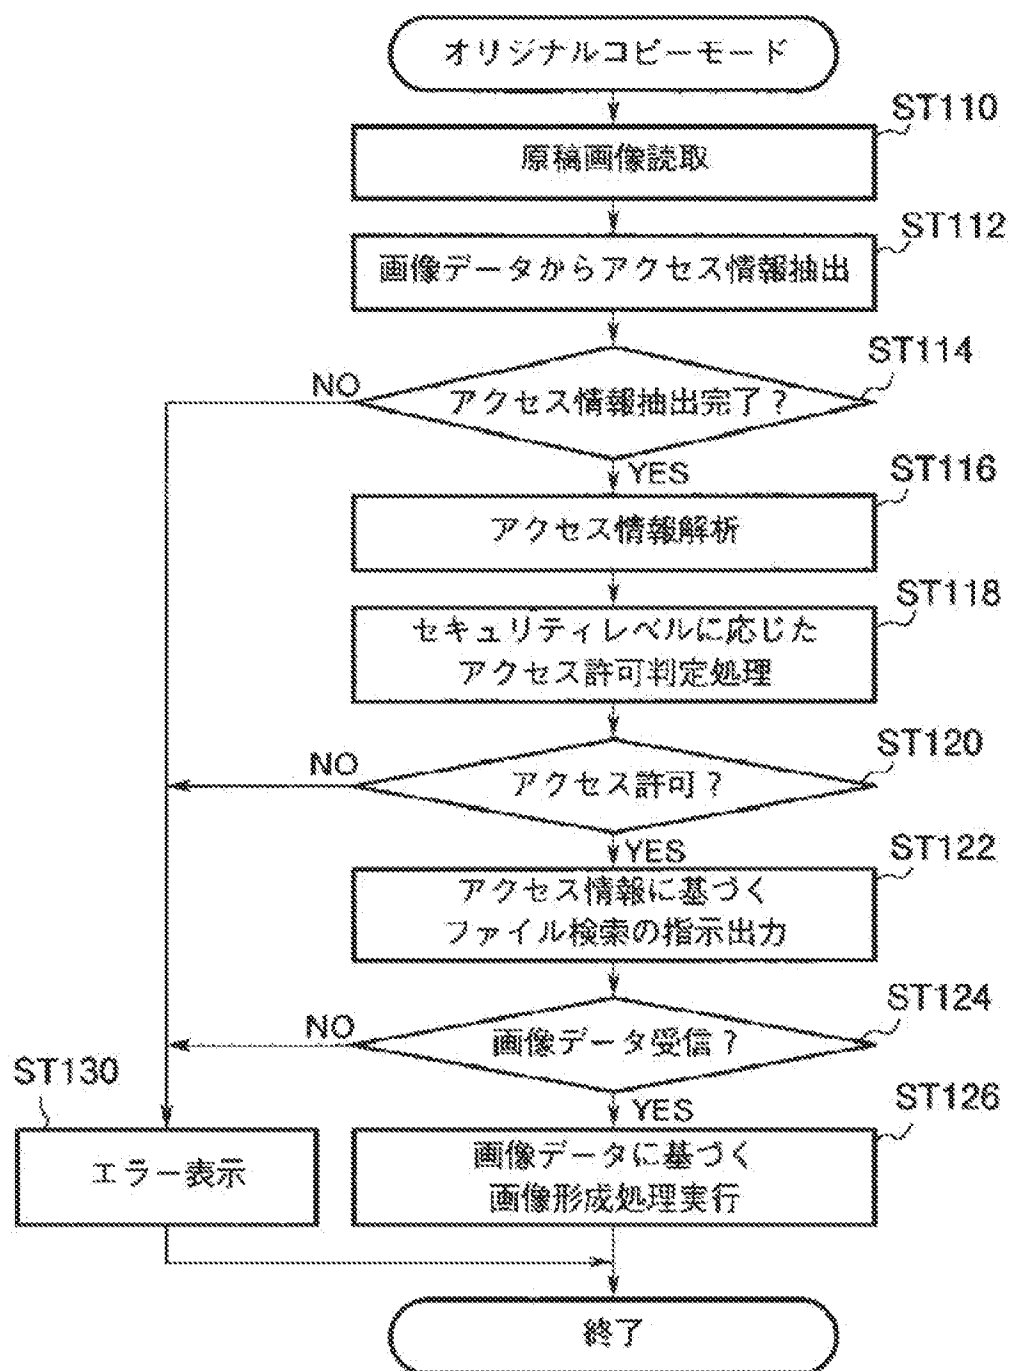 オリジナルコピーモード
ST110
原稿画像読取
ST112
画像データからアクセス情報抽出
ST114
NO
アクセス情報抽出完了？
YES
ST116
アクセス情報解析
ST118
セキュリティレベルに応じた
アクセス許可判定処理
ST120
NO
アクセス許可？
YES
ST122
アクセス情報に基づく
ファイル検索の指示出力
ST124
NO
画像データ受信？
ST130
YES
ST126
エラー表示
画像データに基づく
画像形成処理実行
終了